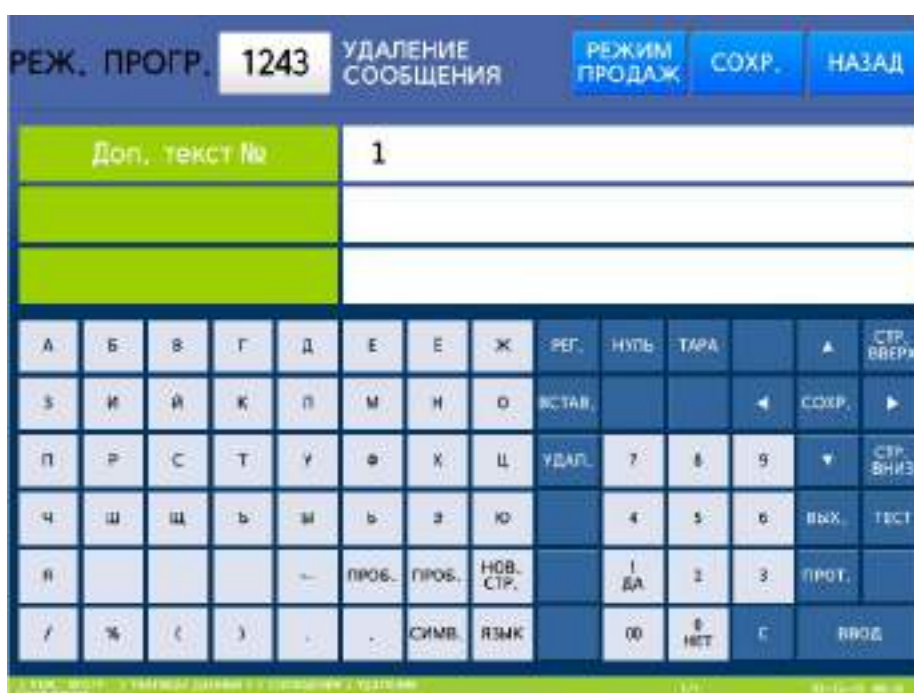 РЕЖ. ПРОГР. 1243 УДАЛЕНИЕ СООБЩЕНИЯ РЕЖИМ ПРОДАЖ СОХР. НАЗАД
Доп. текст № 1
А Б В Г Д Е Ё Ж РЕГ. НУЛЬ ТАРА ▲ СТР. ВВЕРХ
З И Й К Л М Н О ВСТАВ. ◀ СОХР. ▶
П Р С Т У Ф Х Ц УДАЛ. 7 8 9 ▼ СТР. ВНИЗ
Ч Ш Щ Ъ Ы Ь Э Ю 4 5 6 ВЫХ. ТЕСТ
Я ПРОБ. ПРОБ. НОВ. СТР. 1 ДА 2 3 ПРОТ.
/ % ( ) . СИМВ. ЯЗЫК 00 0 НЕТ С ВВОД